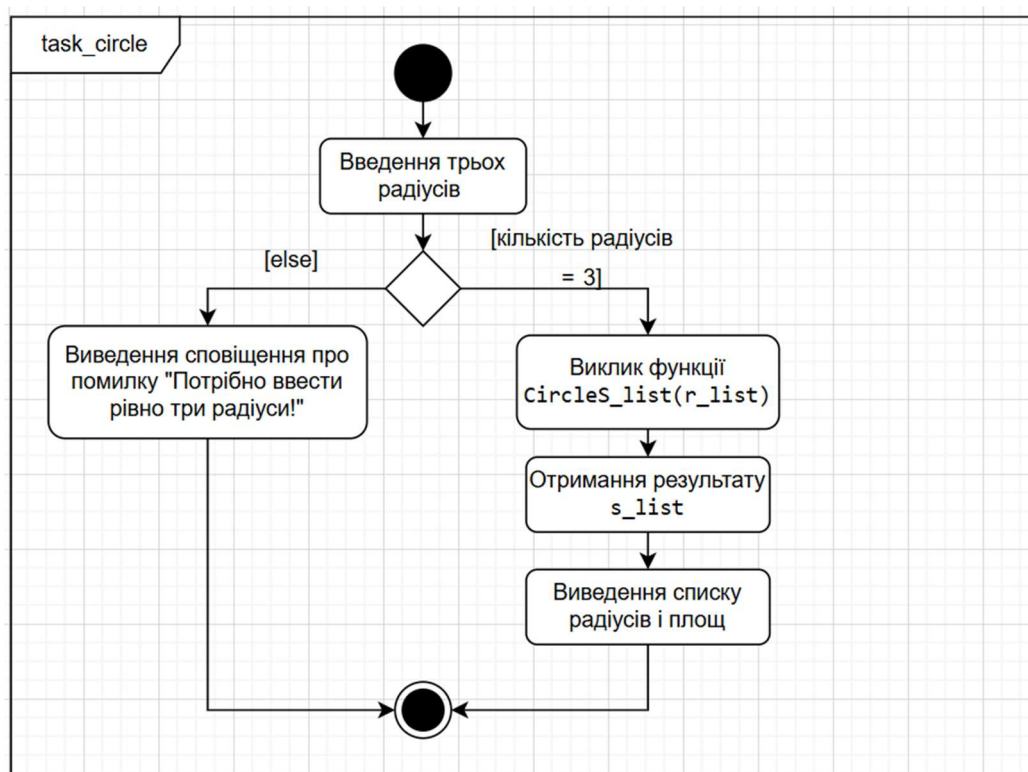 task_circle
Введення трьох
радіусів
[else]
[кількість радіусів
= 3]
Виведення сповіщення про
помилку "Потрібно ввести
рівно три радіуси!"
Виклик функції
CircleS_list(r_list)
Отримання результату
s_list
Виведення списку
радіусів і площ